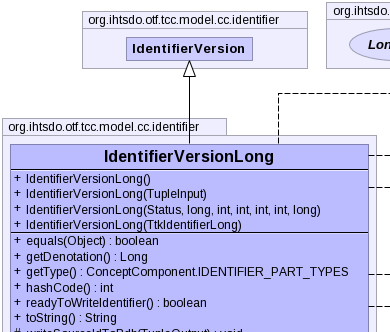 org.ihtsdo.otf.tcc.model.cc.identifier
IdentifierVersion
org.ihtsdo.
org.ihtsdo.otf.tcc.model.cc.identifier
IdentifierVersionLong
+ IdentifierVersionLong()
+ IdentifierVersionLong(TupleInput)
+ IdentifierVersionLong(Status, long, int, int, int, int, long)
+ IdentifierVersionLong(TtkIdentifierLong)
+ equals(Object) : boolean
+ getDenotation() : Long
+ getType() : ConceptComponent.IDENTIFIER_PART_TYPES
+ hashCode() : int
+ readyToWriteIdentifier() : boolean
+ toString() : String